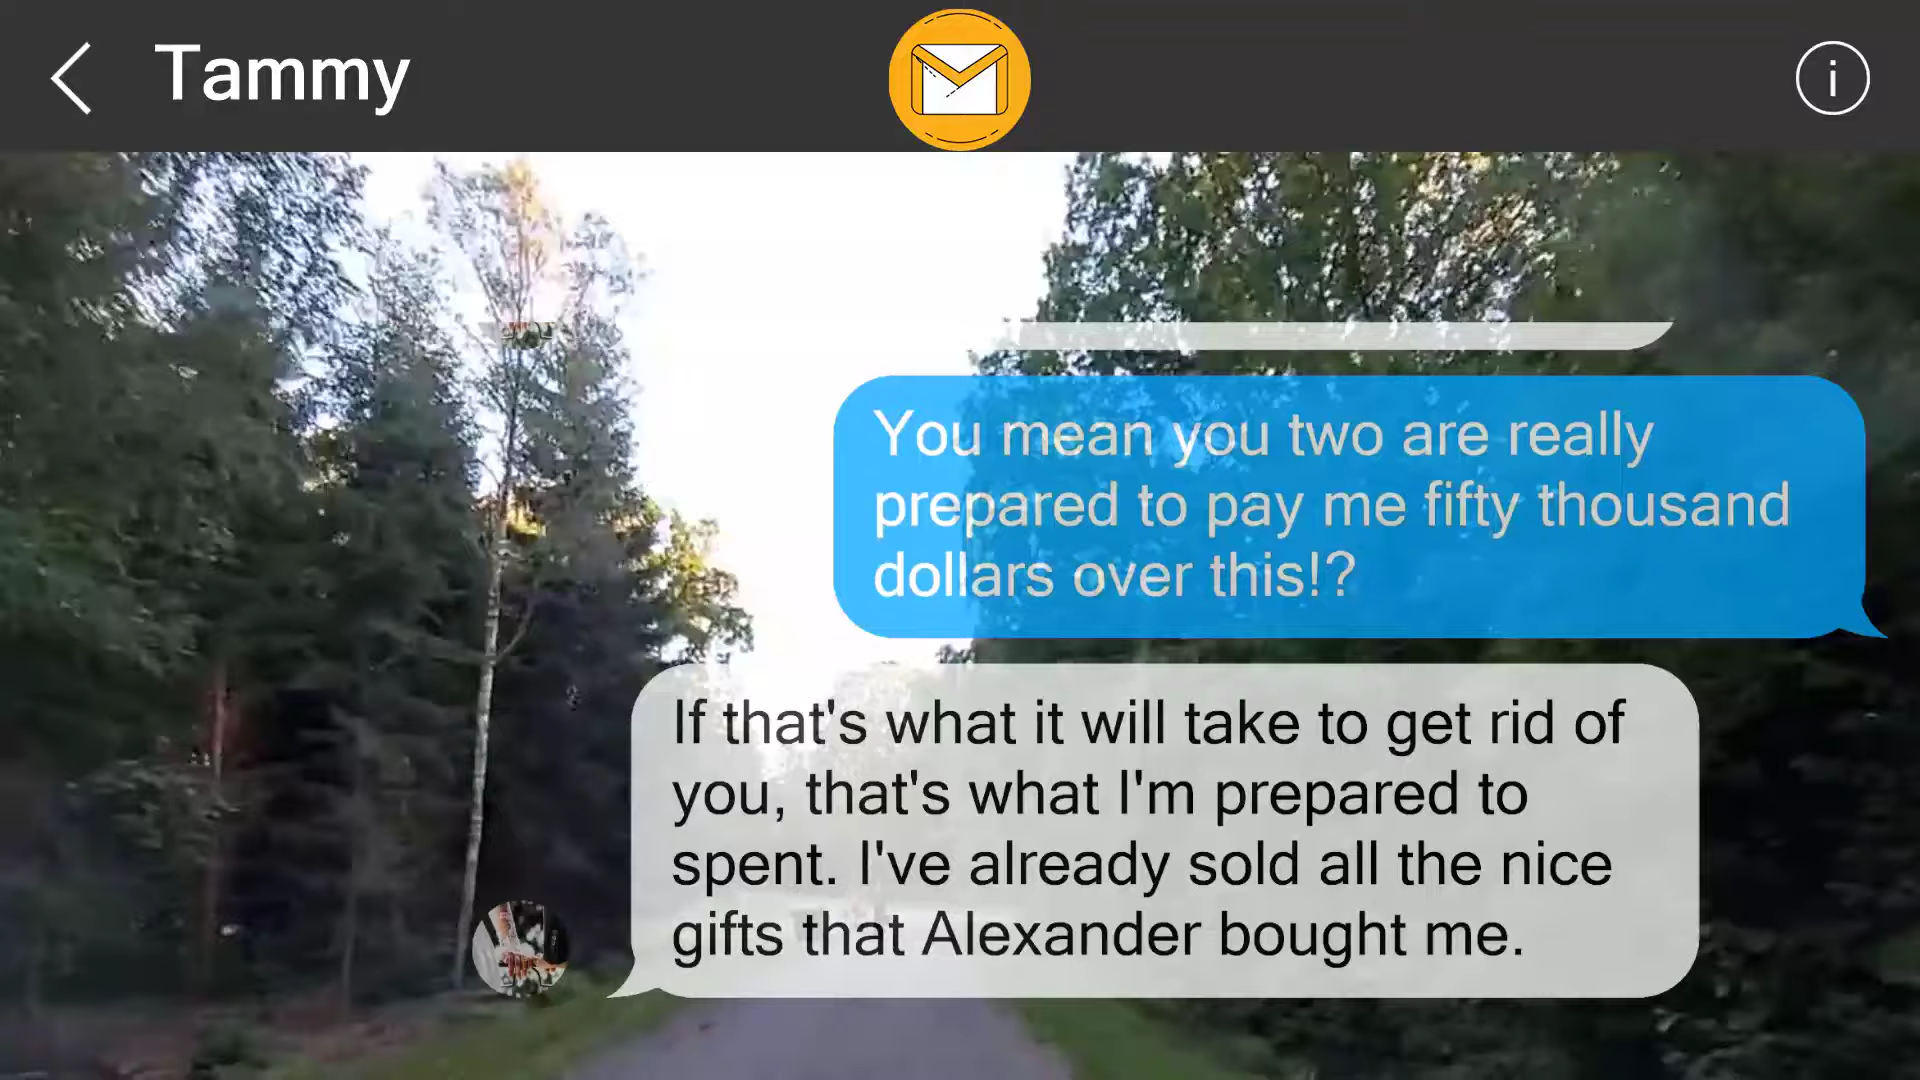 Tammy
You mean you two are really
prepared to pay me fifty thousand
dollars over this!?
If that's what it will take to get rid of
you, that's what I'm prepared to
spent. I've already sold all the nice
gifts that Alexander bought me.